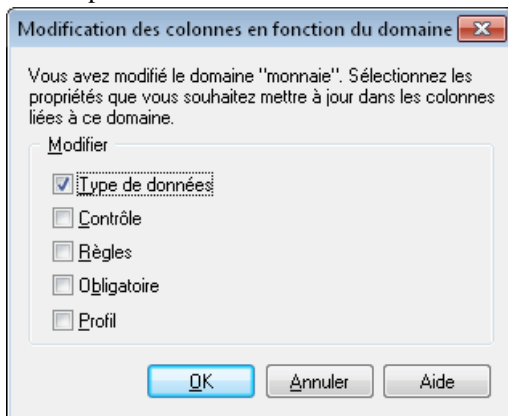 Modification des colonnes en fonction du domaine
Vous avez modifié le domaine "monnaie". Sélectionnez les
propriétés que vous souhaitez mettre à jour dans les colonnes
liées à ce domaine.
Modifier
Type de données
Contrôle
Règles
Obligatoire
Profil
OK
Annuler
Aide